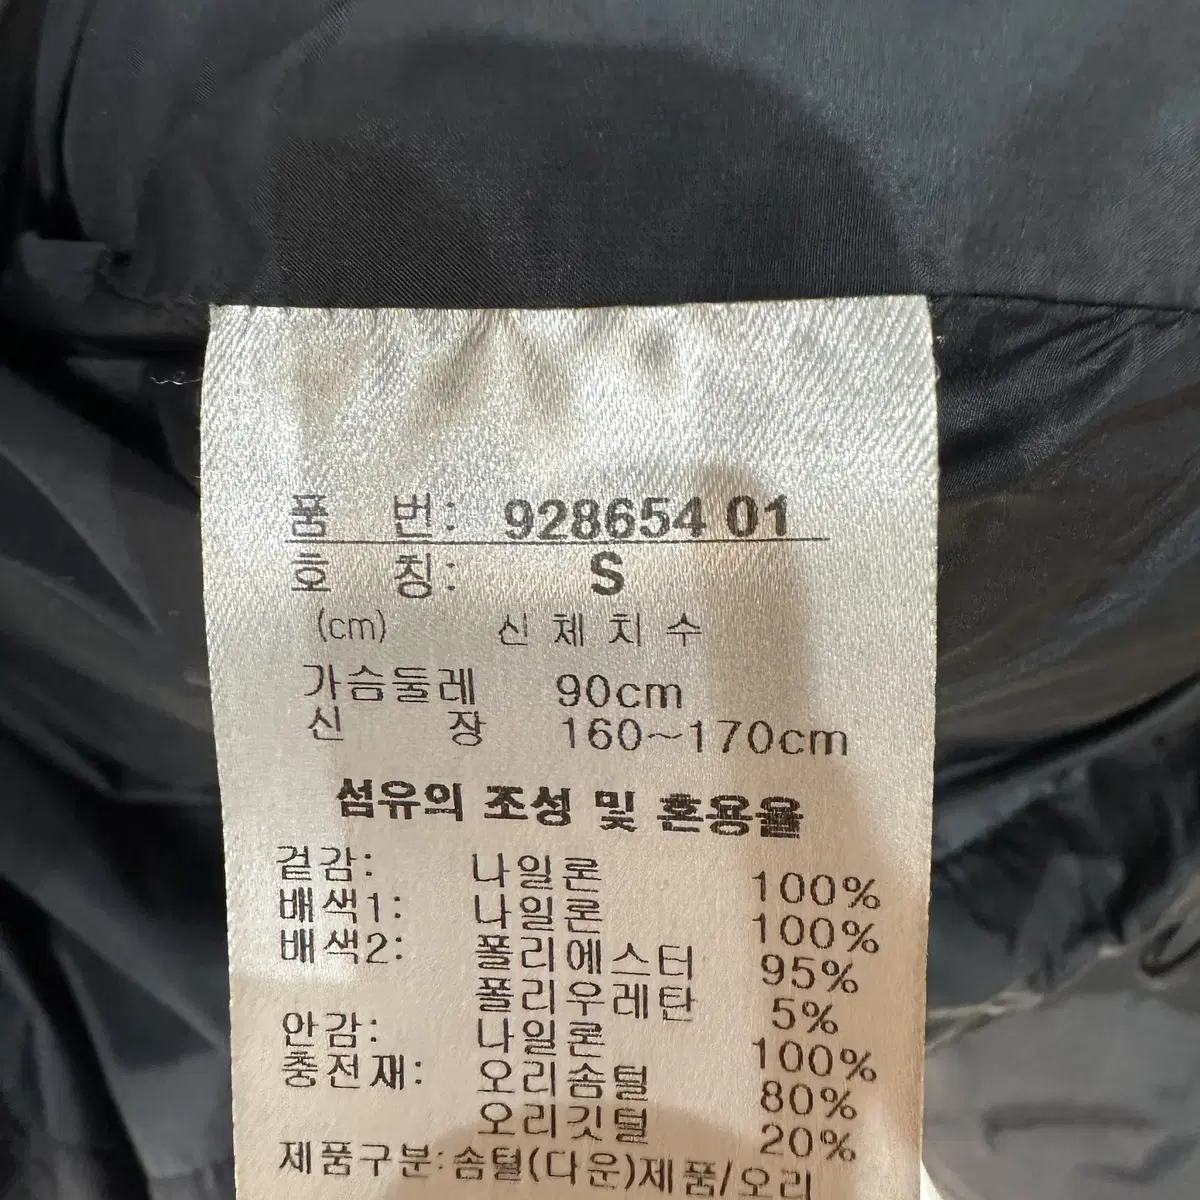 품 번: 928654 01
호 칭: S
(cm) 신 체 치 수
가슴둘레 90cm
신 장 160~170cm
섬유의 조성 및 혼용율
겉감: 나일론 100%
배색1: 나일론 100%
배색2: 폴리에스터 95%
폴리우레탄 5%
안감: 나일론 100%
충전재: 오리솜털 80%
오리깃털 20%
제품구분:솜털(다운)제품/오리